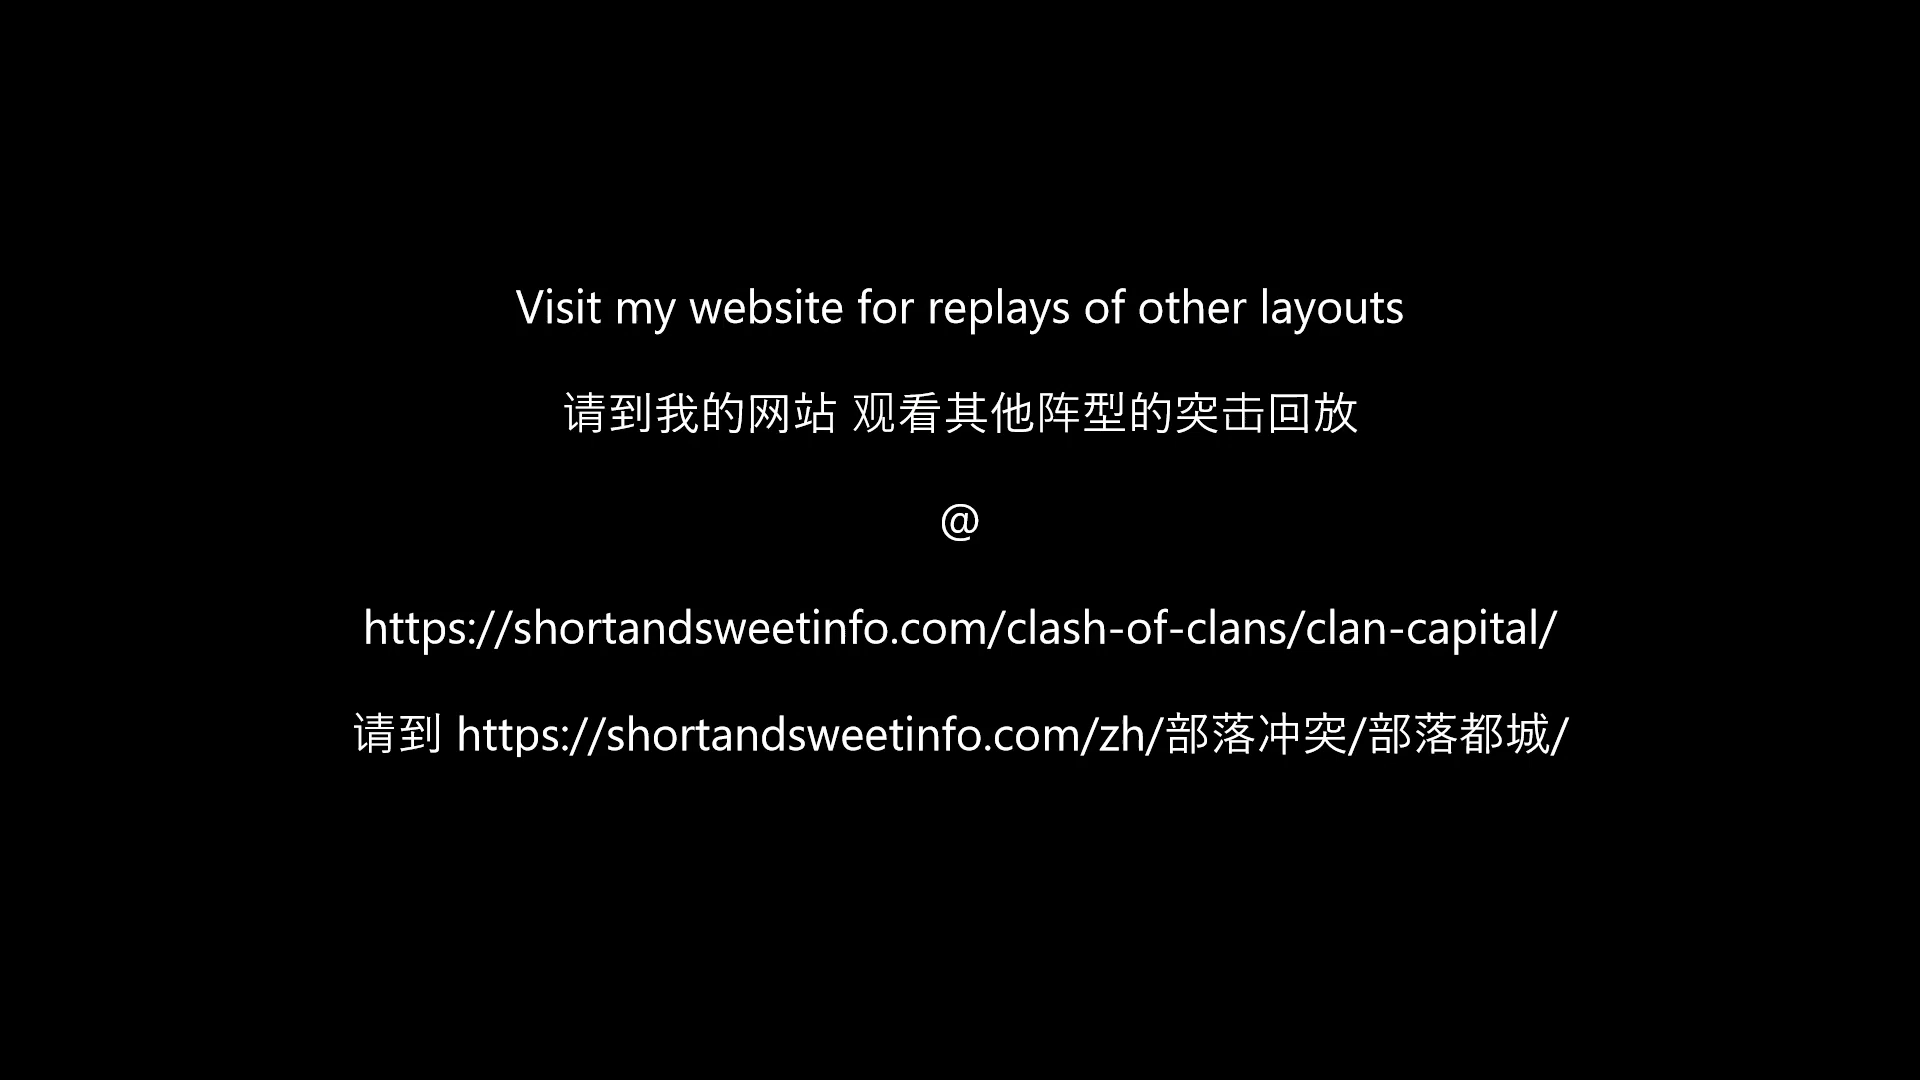 Visit my website for replays of other layouts
请到我的网站 观看其他阵型的突击回放
@
https://shortandsweetinfo.com/clash-of-clans/clan-capital/
请到 https://shortandsweetinfo.com/zh/部落冲突/部落都城/